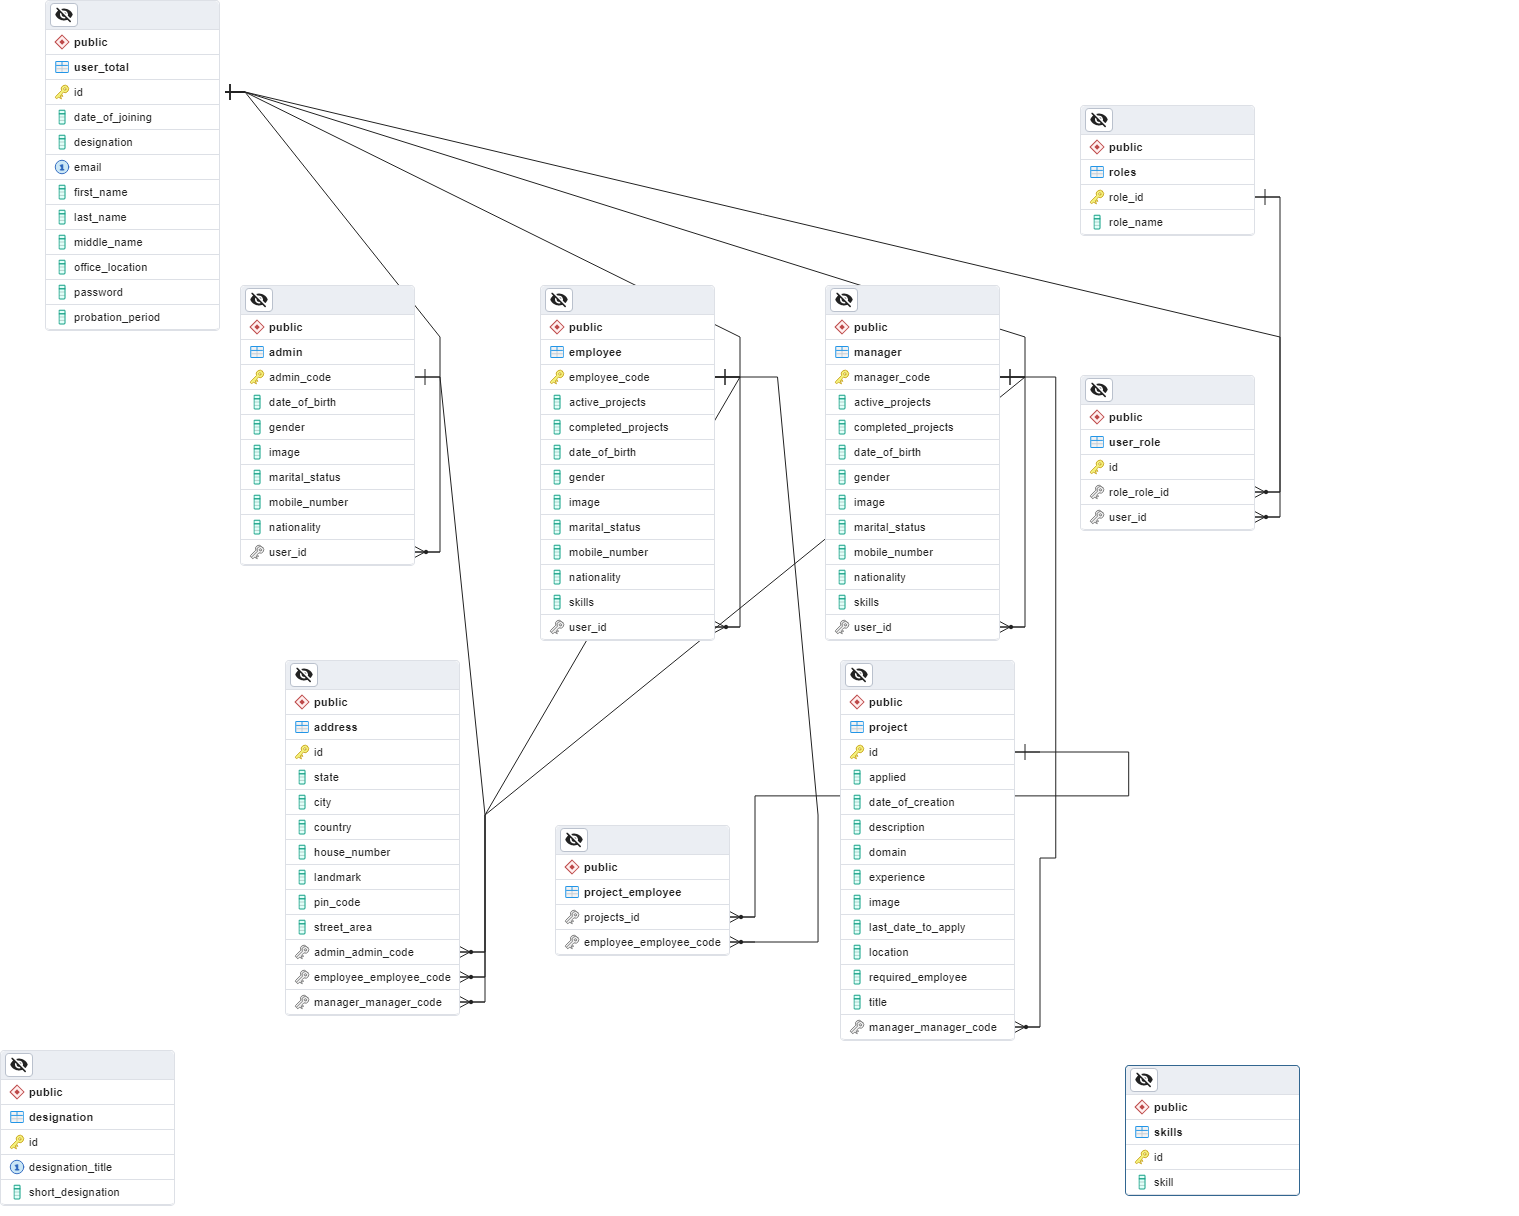 public
user_total
id
date_of_joining
designation
email
first_name
last_name
middle_name
office_location
password
probation_period
public
roles
role_id
role_name
public
admin
admin_code
date_of_birth
gender
image
marital_status
mobile_number
nationality
user_id
public
employee
employee_code
active_projects
completed_projects
date_of_birth
gender
image
marital_status
mobile_number
nationality
skills
user_id
public
manager
manager_code
active_projects
completed_projects
date_of_birth
gender
image
marital_status
mobile_number
nationality
skills
user_id
public
user_role
id
role_role_id
user_id
public
address
id
state
city
country
house_number
landmark
pin_code
street_area
admin_admin_code
employee_employee_code
manager_manager_code
public
project_employee
projects_id
employee_employee_code
public
project
id
applied
date_of_creation
description
domain
experience
image
last_date_to_apply
location
required_employee
title
manager_manager_code
public
designation
id
designation_title
short_designation
public
skills
id
skill